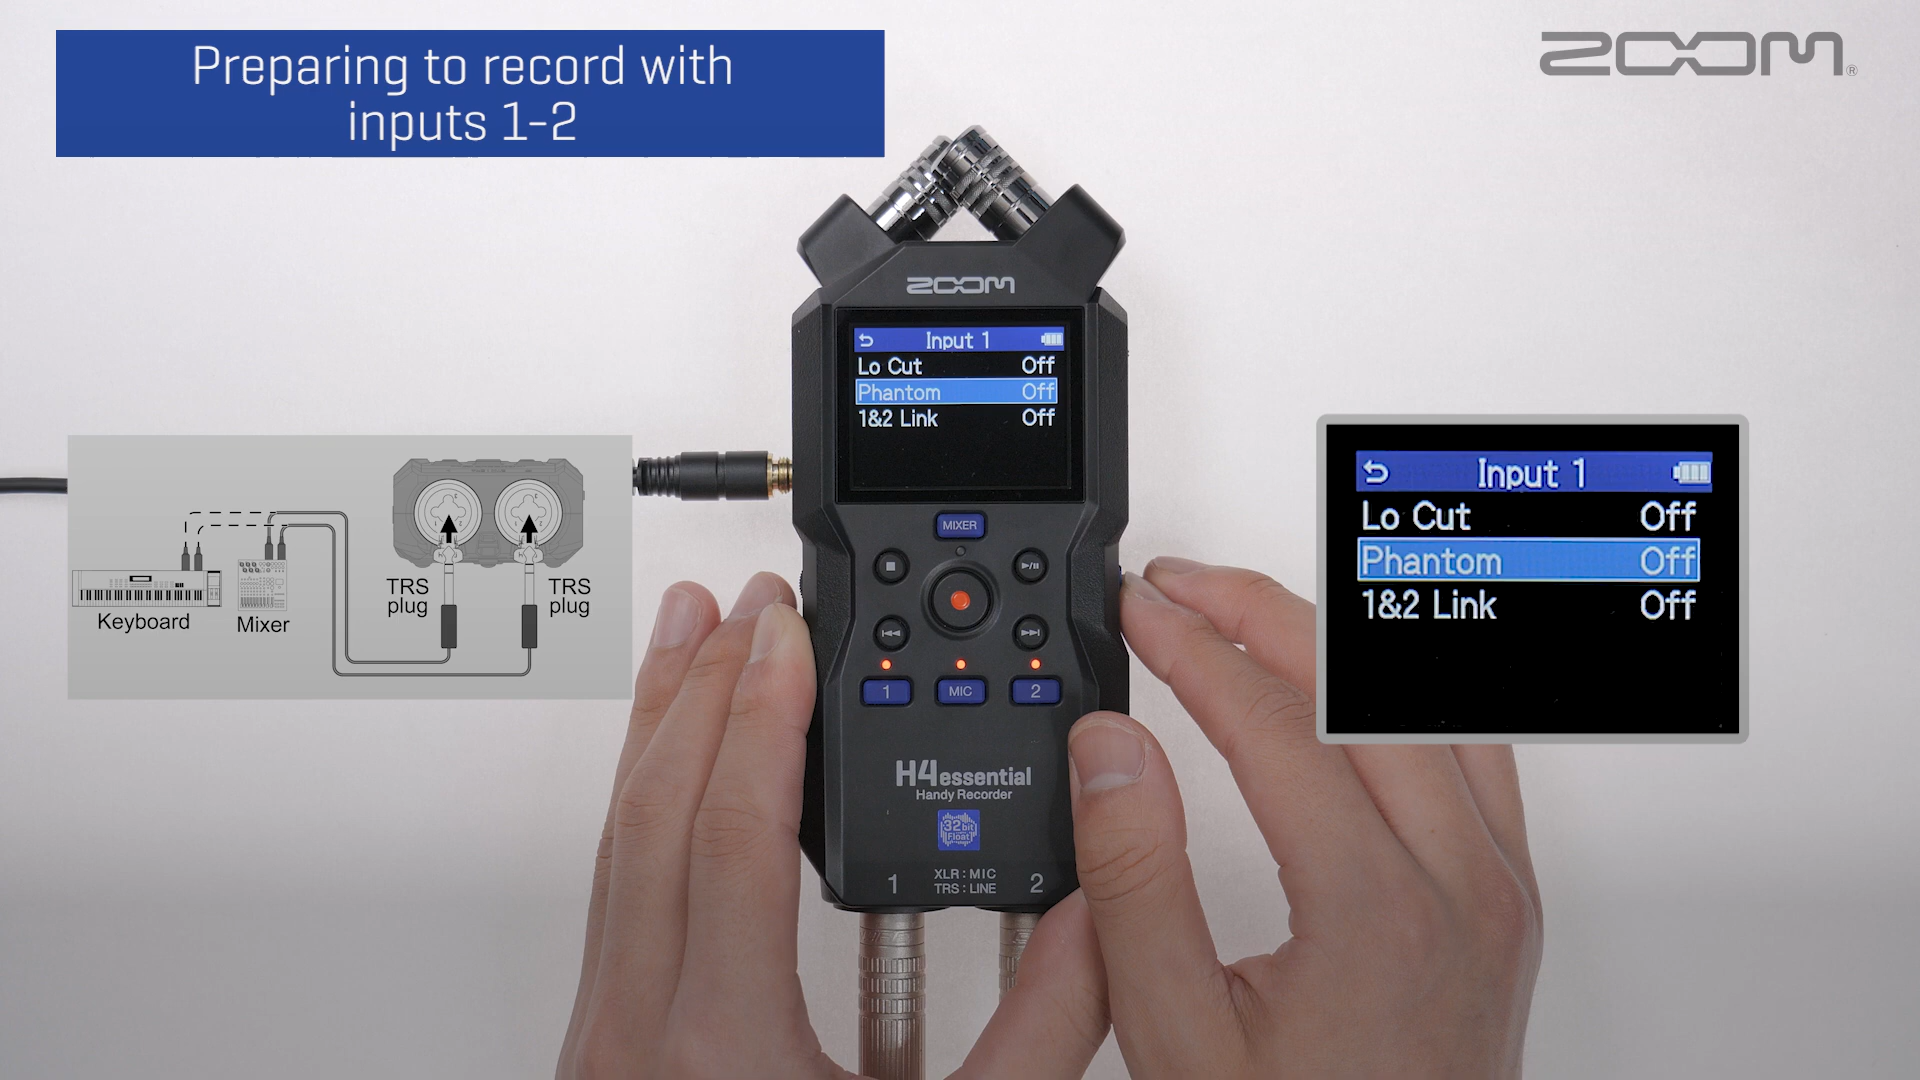 Preparing to record with
inputs 1-2
ZOOM®
ZOOM
Input 1
Lo Cut Off
Phantom Off
1&2 Link Off
Keyboard
Mixer
TRS
plug
TRS
plug
MIXER
1 MIC 2
H4essential
Handy Recorder
32bit
Float
1 XLR : MIC 2
TRS : LINE
Input 1
Lo Cut Off
Phantom Off
1&2 Link Off